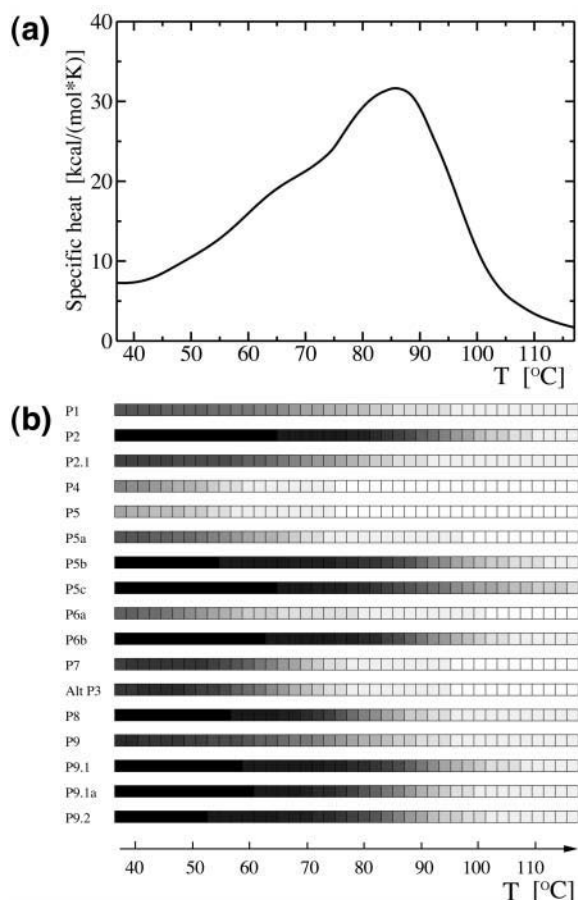 (a)
Specific heat [kcal/(mol*K)]
40
30
20
10
0
40 50 60 70 80 90 100 110
T [°C]
(b)
P1
P2
P2.1
P4
P5
P5a
P5b
P5c
P6a
P6b
P7
Alt P3
P8
P9
P9.1
P9.1a
P9.2
40 50 60 70 80 90 100 110
T [°C]